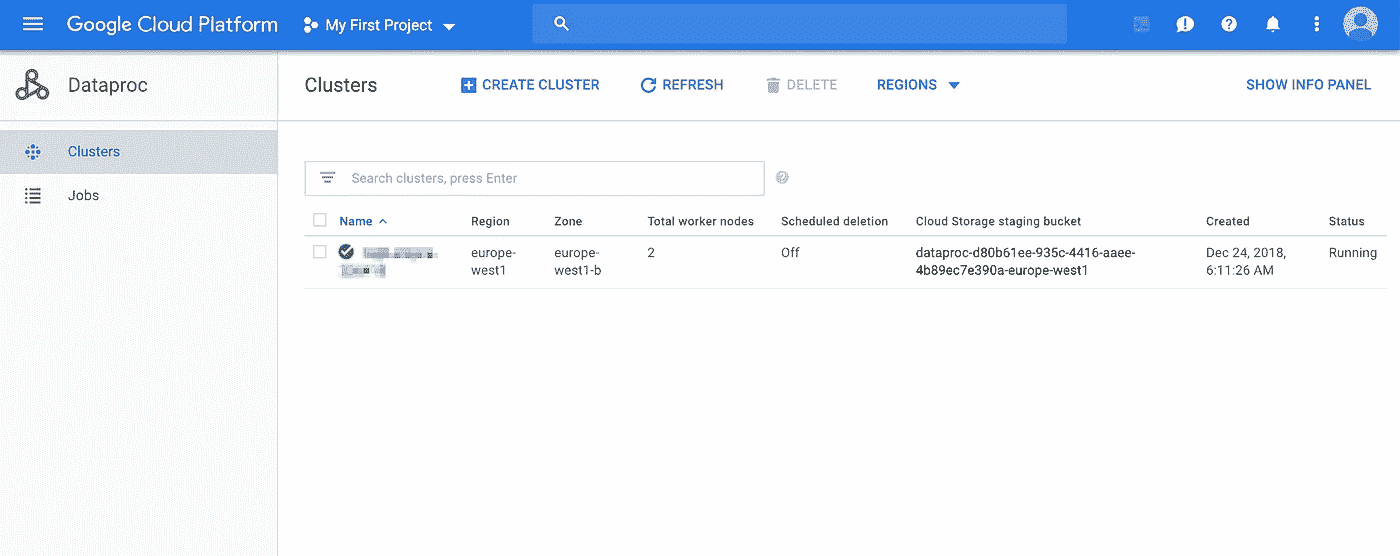 Google Cloud Platform
My First Project
Dataproc
Clusters
CREATE CLUSTER
REFRESH
DELETE
REGIONS
SHOW INFO PANEL
Clusters
Jobs
Search clusters, press Enter
Name
Region
Zone
Total worker nodes
Scheduled deletion
Cloud Storage staging bucket
Created
Status
europe-
west1
europe-
west1-b
2
Off
dataproc-d80b61ee-935c-4416-aaee-
4b89ec7e390a-europe-west1
Dec 24, 2018,
6:11:26 AM
Running